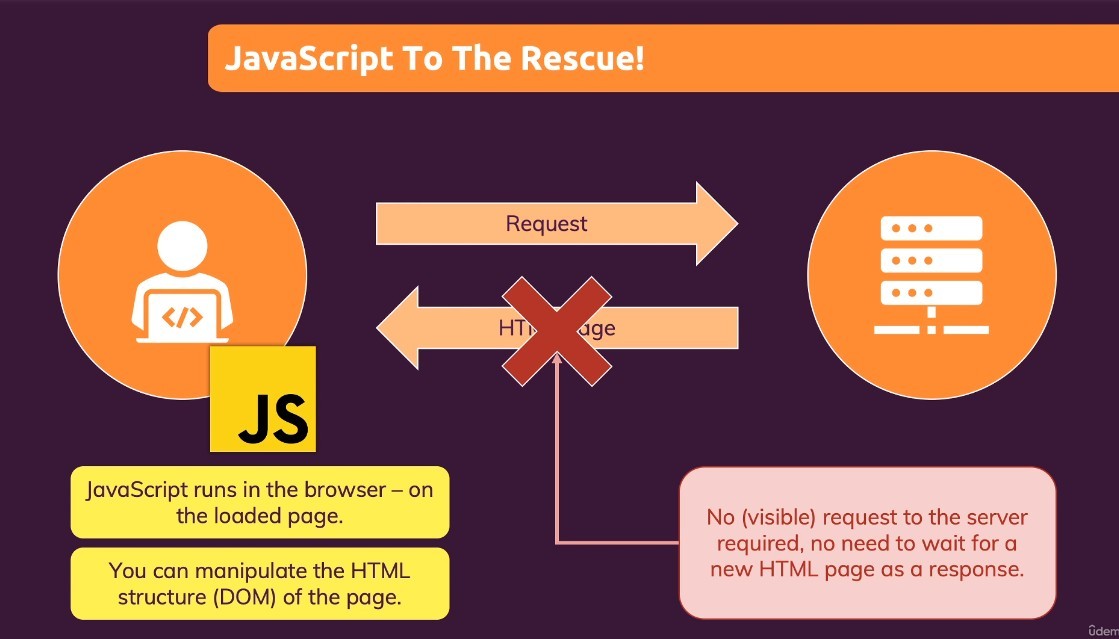 JavaScript To The Rescue!
Request
HT age
</>
JS
JavaScript runs in the browser – on
the loaded page.
You can manipulate the HTML
structure (DOM) of the page.
No (visible) request to the server
required, no need to wait for a
new HTML page as a response.
ûdem